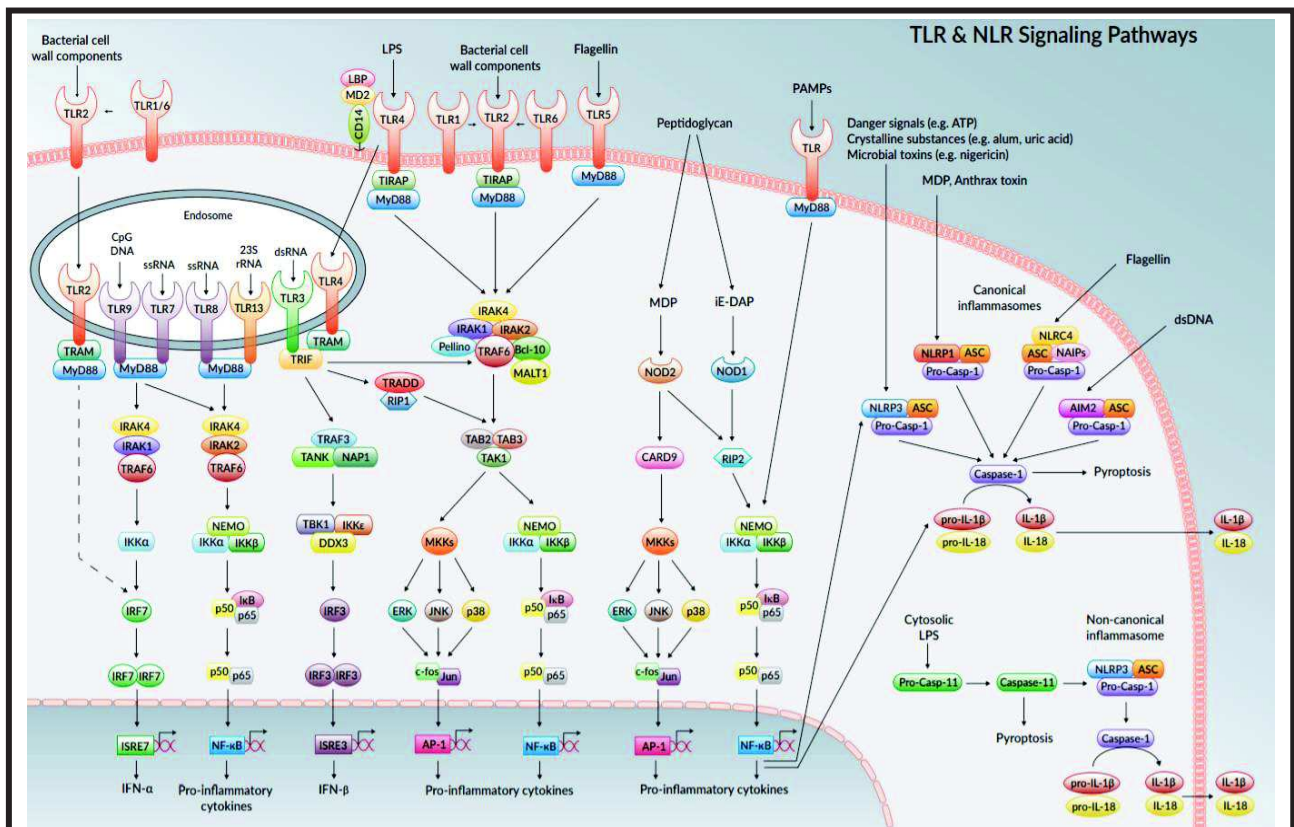 TLR & NLR Signaling Pathways
Bacterial cell
wall components
TLR2
TLR1/6
LPS
LBP
MD2
CD14
TLR4
Bacterial cell
wall components
TLR1
TLR2
TLR6
Flagellin
TLR5
TIRAP
MyD88
TIRAP
MyD88
MyD88
Peptidoglycan
PAMPs
TLR
MyD88
Danger signals (e.g. ATP)
Crystalline substances (e.g. alum, uric acid)
Microbial toxins (e.g. nigericin)
MDP, Anthrax toxin
Endosome
CpG
DNA
ssRNA
ssRNA
23S
rRNA
dsRNA
TLR2
TLR9
TLR7
TLR8
TLR13
TLR3
TLR4
TRAM
MyD88
MyD88
MyD88
TRIF
TRAM
IRAK4
IRAK1
IRAK2
Pellino
TRAF6
Bcl-10
MALT1
TRADD
RIP1
MDP
iE-DAP
NOD2
NOD1
Flagellin
Canonical
inflammasomes
dsDNA
NLRP1
ASC
Pro-Casp-1
NLRC4
ASC
NAIPs
Pro-Casp-1
NLRP3
ASC
Pro-Casp-1
AIM2
ASC
Pro-Casp-1
IRAK4
IRAK1
TRAF6
IRAK4
IRAK2
TRAF6
TRAF3
TANK
NAP1
TAB2
TAB3
TAK1
CARD9
RIP2
Caspase-1
Pyroptosis
IKKα
NEMO
IKKα
IKKβ
TBK1
IKKε
DDX3
MKKs
NEMO
IKKα
IKKβ
MKKs
NEMO
IKKα
IKKβ
pro-IL-1β
pro-IL-18
IL-1β
IL-18
IL-1β
IL-18
IRF7
p50
IκB
p65
IRF3
ERK
JNK
p38
p50
IκB
p65
ERK
JNK
p38
p50
IκB
p65
Cytosolic
LPS
Non-canonical
inflammasome
IRF7
IRF7
p50
p65
IRF3
IRF3
c-fos
Jun
p50
p65
c-fos
Jun
p50
p65
Pro-Casp-11
Caspase-11
NLRP3
ASC
Pro-Casp-1
Pyroptosis
Caspase-1
ISRE7
NF-κB
ISRE3
AP-1
NF-κB
AP-1
NF-κB
IFN-α
Pro-inflammatory
cytokines
IFN-β
Pro-inflammatory cytokines
Pro-inflammatory cytokines
pro-IL-1β
pro-IL-18
IL-1β
IL-18
IL-1β
IL-18